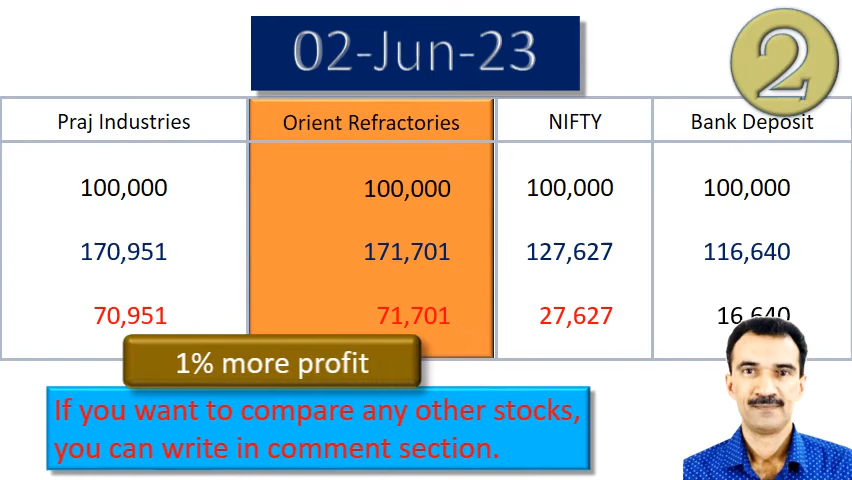 02-Jun-23
2
Praj Industries Orient Refractories NIFTY Bank Deposit
100,000 100,000 100,000 100,000
170,951 171,701 127,627 116,640
70,951 71,701 27,627 16,640
1% more profit
If you want to compare any other stocks,
you can write in comment section.